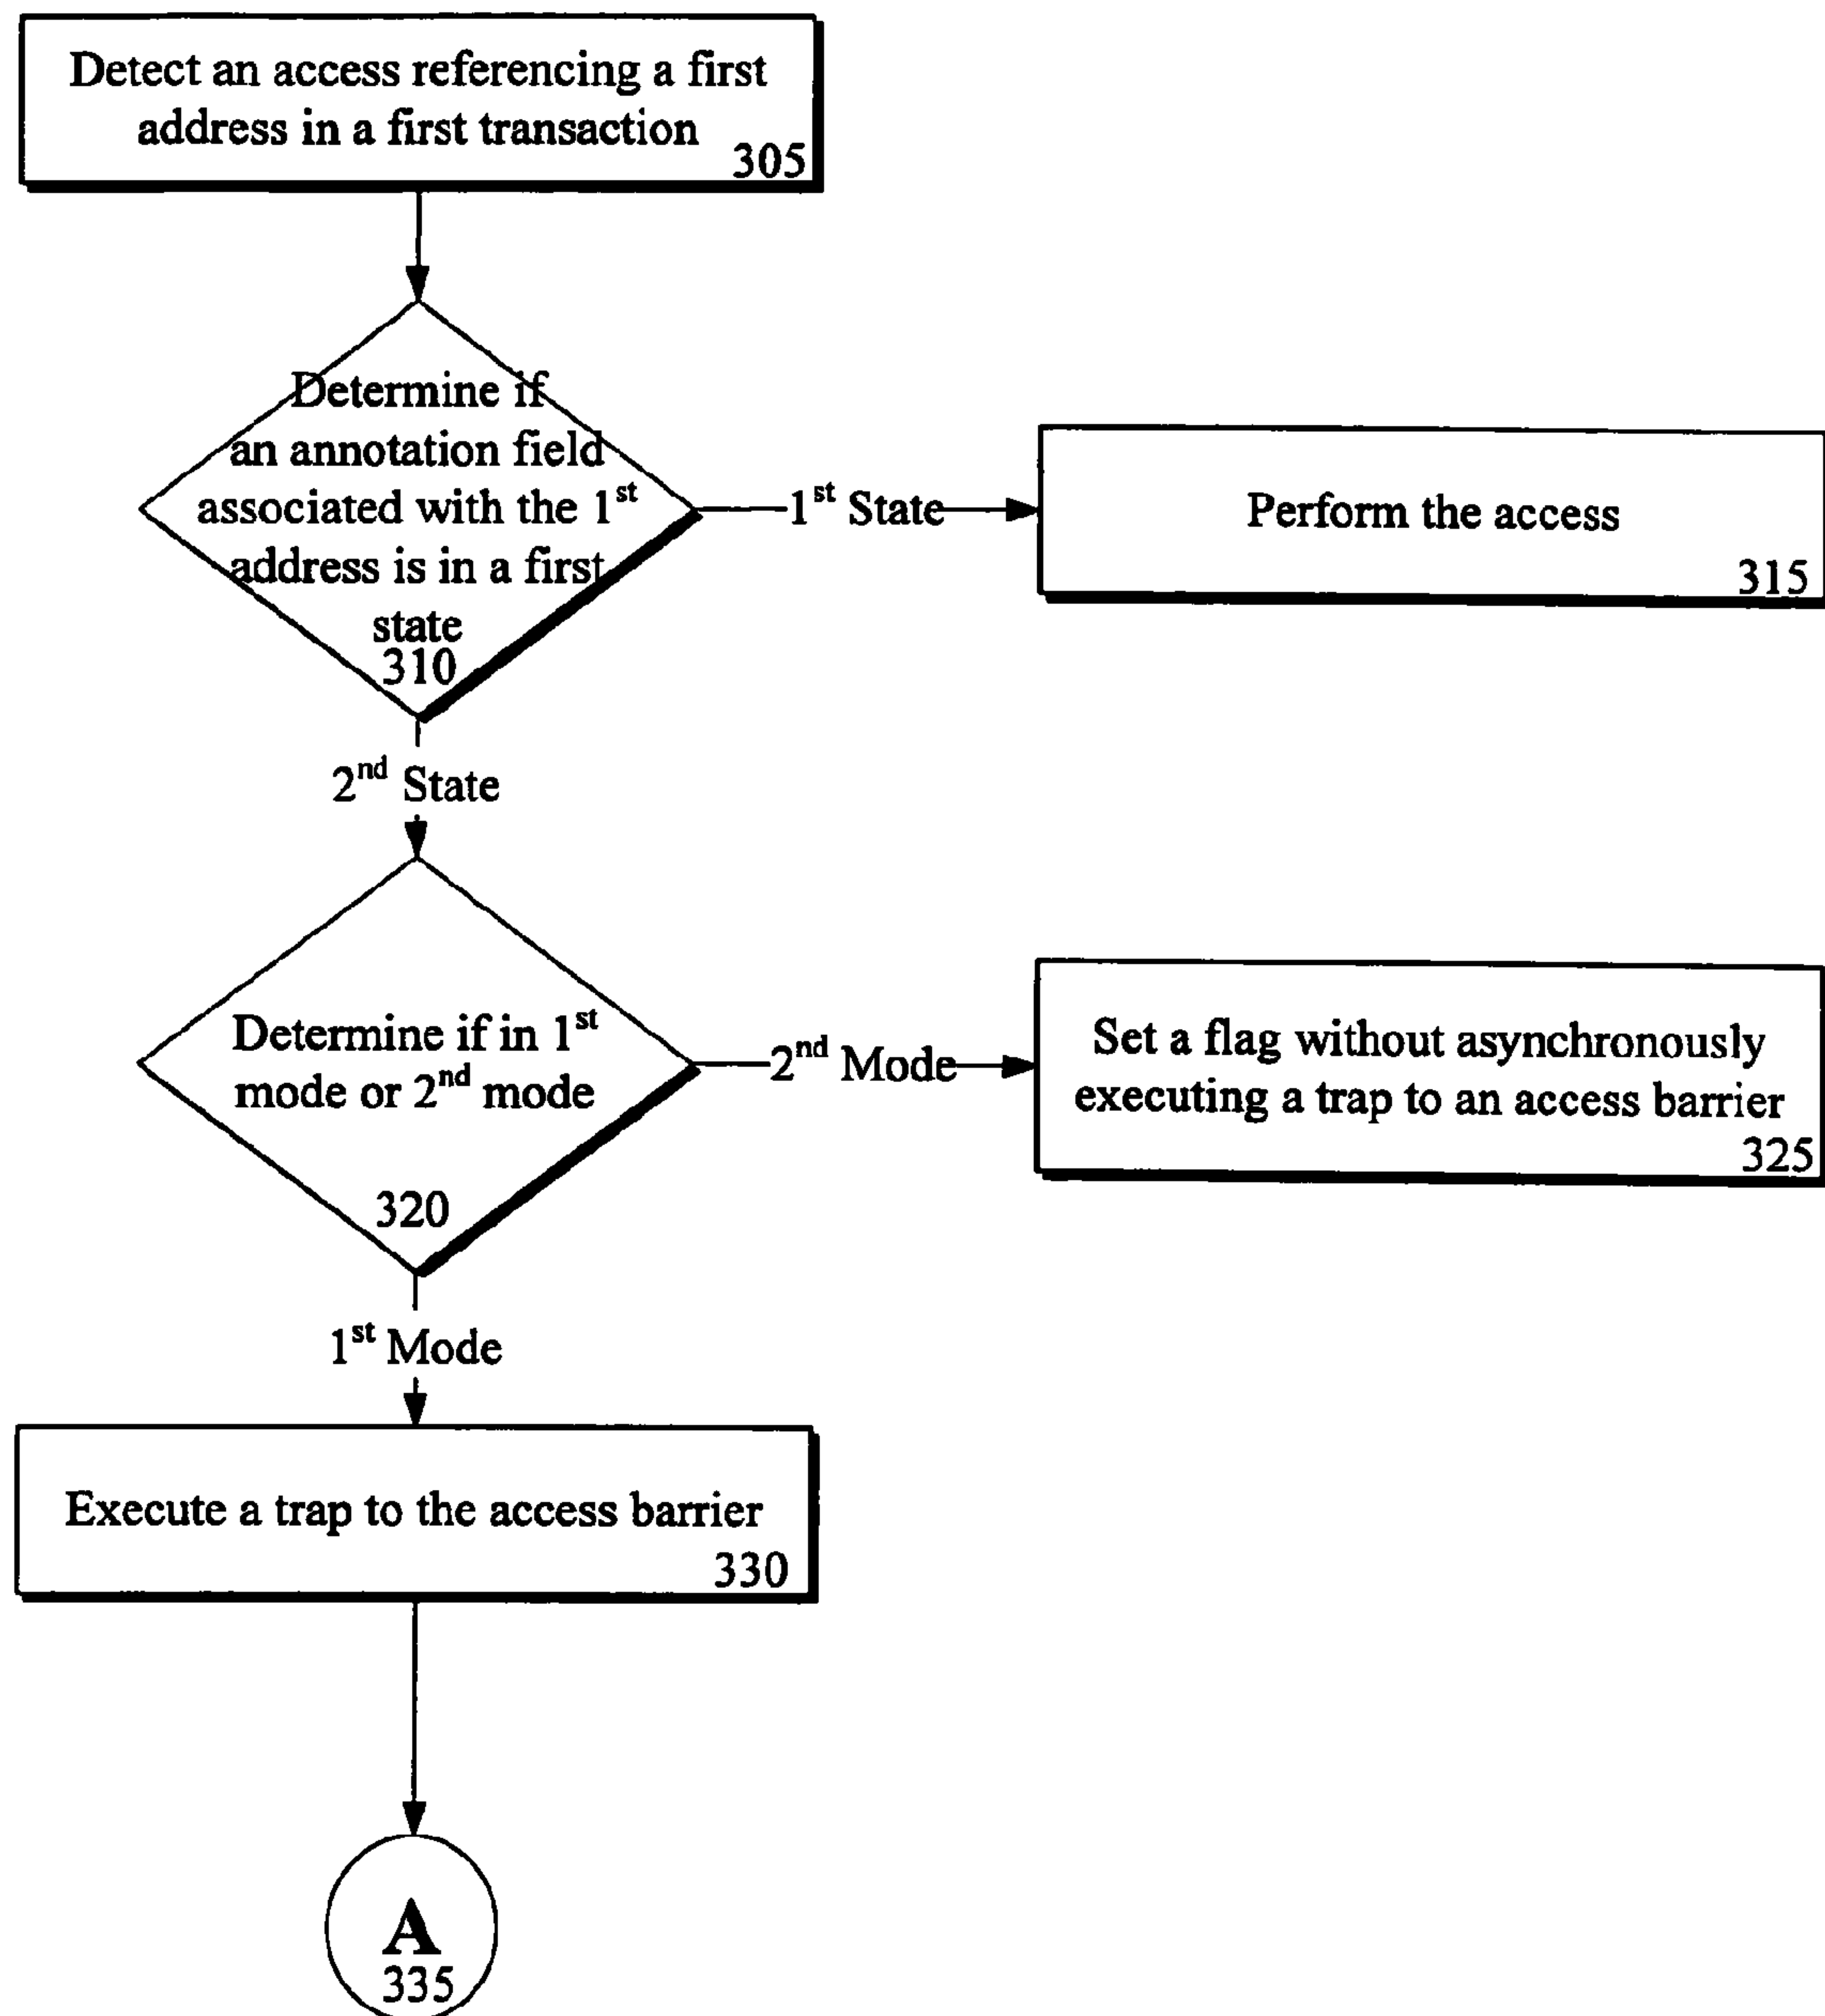 Detect an access referencing a first
address in a first transaction
305
Determine if
an annotation field
associated with the 1st
address is in a first
state
310
1st State
Perform the access
315
2nd State
Determine if in 1st
mode or 2nd mode
320
2nd Mode
Set a flag without asynchronously
executing a trap to an access barrier
325
1st Mode
Execute a trap to the access barrier
330
A
335